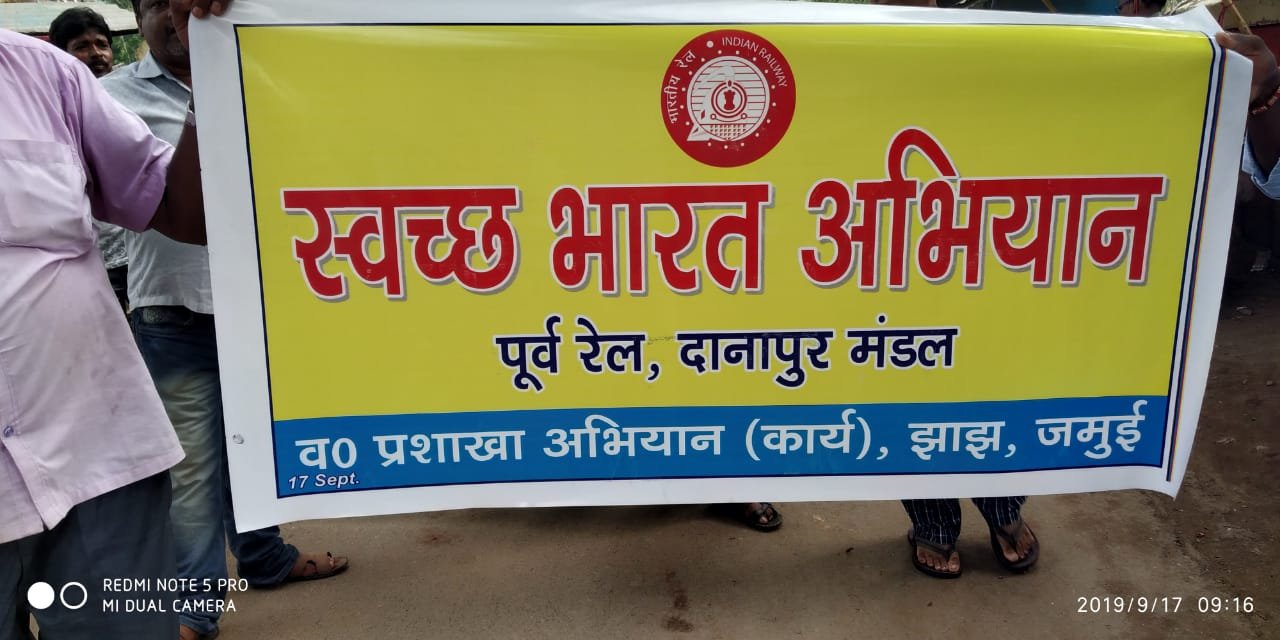 भारतीय रेल • INDIAN RAILWAY
स्वच्छ भारत अभियान
पूर्व रेल, दानापुर मंडल
व0 प्रशाखा अभियान (कार्य), झाझ, जमुई
17 Sept.
REDMI NOTE 5 PRO
MI DUAL CAMERA
2019/9/17 09:16